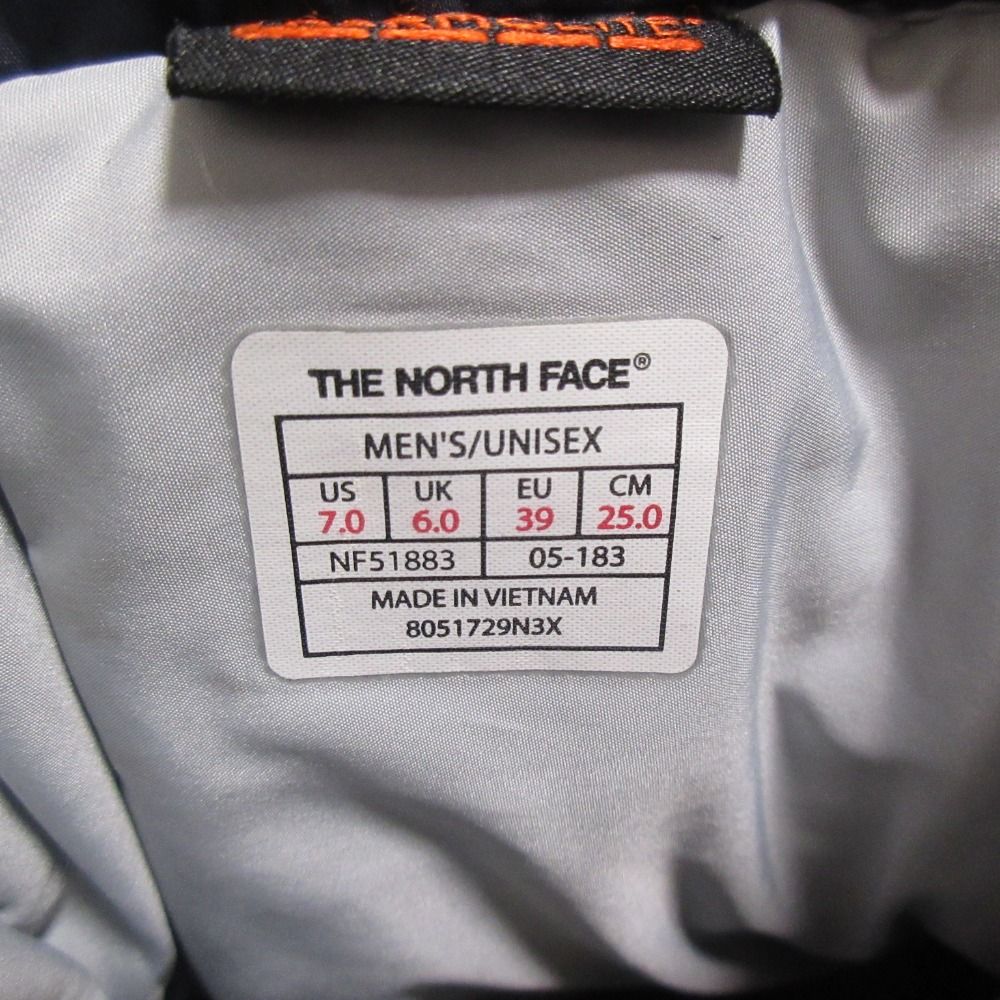 THE NORTH FACE®
MEN'S/UNISEX
US UK EU CM
7.0 6.0 39 25.0
NF51883 05-183
MADE IN VIETNAM
8051729N3X